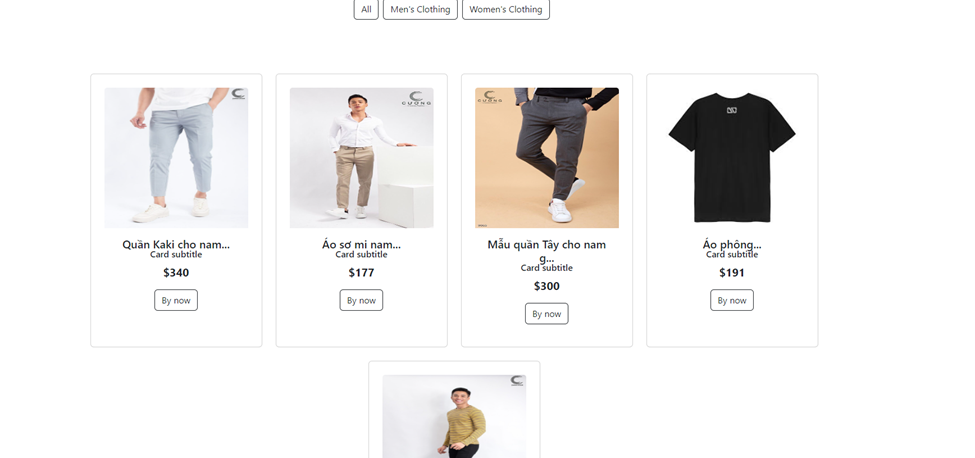 All Men's Clothing Women's Clothing
CUONG
CUONG
Quần Kaki cho nam...
Card subtitle
$340
By now
Áo sơ mi nam...
Card subtitle
$177
By now
Mẫu quần Tây cho nam
g...
Card subtitle
$300
By now
Áo phông...
Card subtitle
$191
By now